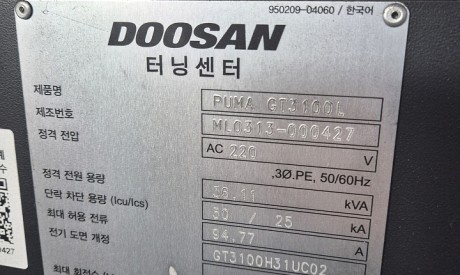 950209-04060 / 한국어
DOOSAN
터닝센터
제품명 PUMA GT3100L
제조번호 ML0313-000427
정격 전압 AC 220 V
,3Ø.PE, 50/60Hz
정격 전원 용량 36.11 kVA
단락 차단 용량 (Icu/Ics) 30 / 25 kA
최대 허용 전류 94.77 A
전기 도면 개정 GT3100H31UC02
수
0427